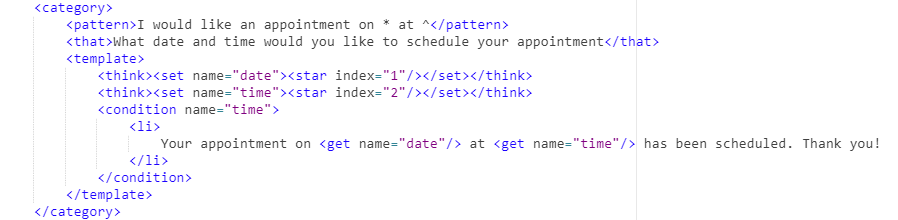 <category>
<pattern>I would like an appointment on * at ^</pattern>
<that>What date and time would you like to schedule your appointment</that>
<template>
<think><set name="date"><star index="1"/></set></think>
<think><set name="time"><star index="2"/></set></think>
<condition name="time">
<li>
Your appointment on <get name="date"/> at <get name="time"/> has been scheduled. Thank you!
</li>
</condition>
</template>
</category>